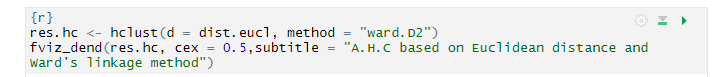 {r}
res.hc <- hclust(d = dist.eucl, method = "ward.D2")
fviz_dend(res.hc, cex = 0.5,subtitle = "A.H.C based on Euclidean distance and
Ward's linkage method")